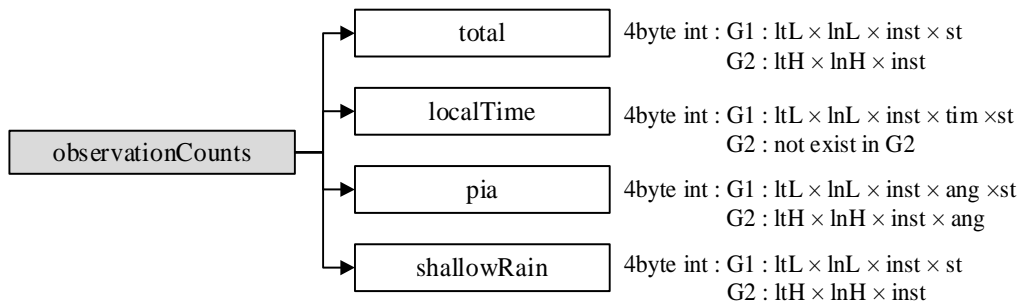 total
4byte int : G1 : ltL × lnL × inst × st
G2 : ltH × lnH × inst
localTime
4byte int : G1 : ltL × lnL × inst × tim ×st
G2 : not exist in G2
observationCounts
pia
4byte int : G1 : ltL × lnL × inst × ang ×st
G2 : ltH × lnH × inst × ang
shallowRain
4byte int : G1 : ltL × lnL × inst × st
G2 : ltH × lnH × inst